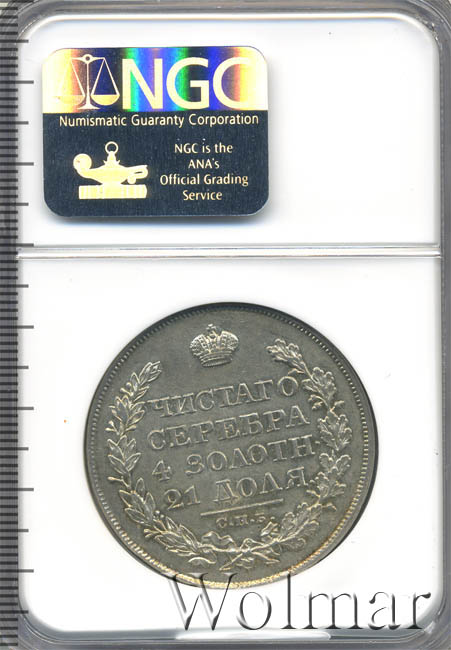 NGC
Numismatic Guaranty Corporation
NGC is the
ANA's
Official Grading
Service
ЧИСТАГО
СЕРЕБРА
4 ЗОЛОТН.
21 ДОЛЯ
С.П.Б.
Wolmar